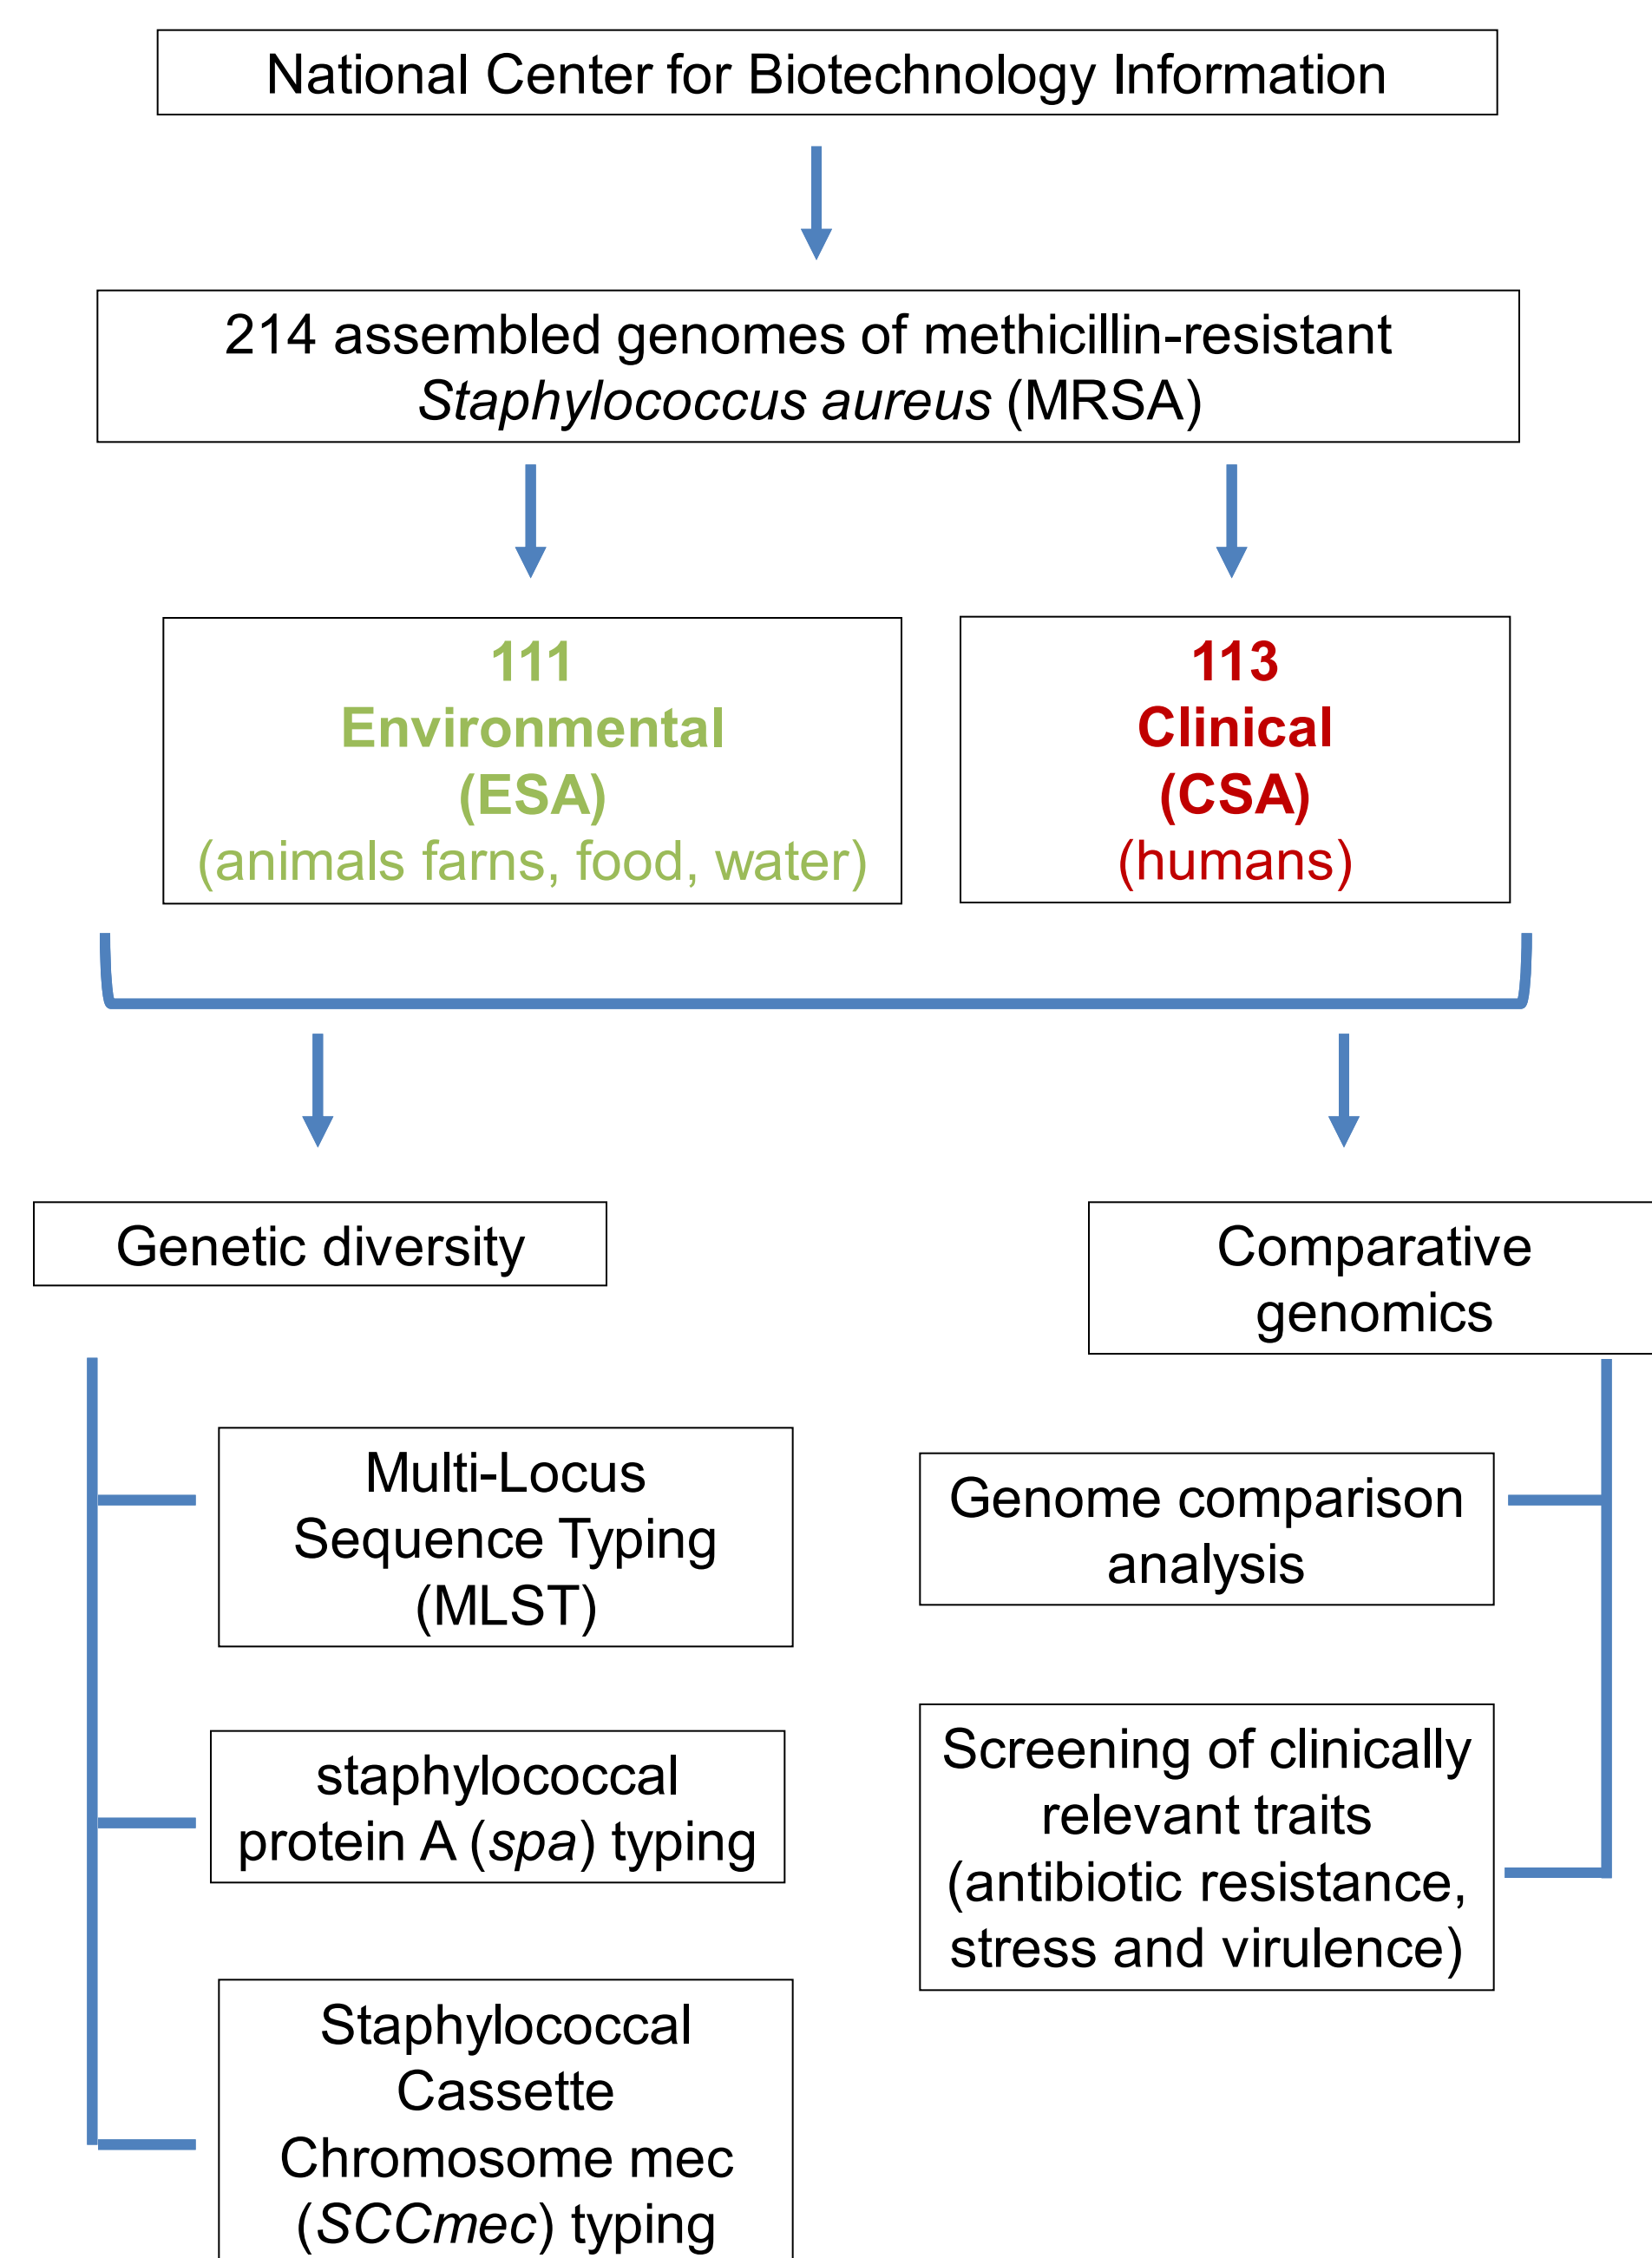 National Center for Biotechnology Information
214 assembled genomes of methicillin-resistant
Staphylococcus aureus (MRSA)
111
Environmental
(ESA)
(animals farns, food, water)
113
Clinical
(CSA)
(humans)
Genetic diversity
Comparative
genomics
Multi-Locus
Sequence Typing
(MLST)
staphylococcal
protein A (spa) typing
Staphylococcal
Cassette
Chromosome mec
(SCCmec) typing
Genome comparison
analysis
Screening of clinically
relevant traits
(antibiotic resistance,
stress and virulence)